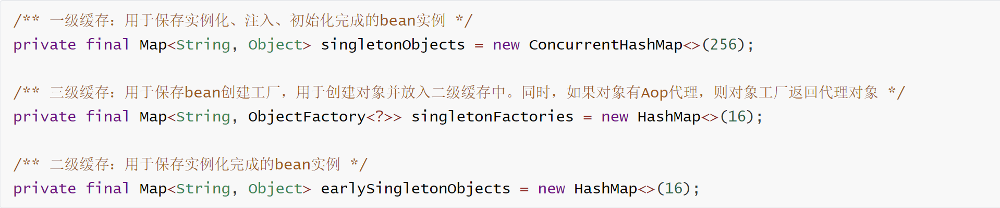 /** 一级缓存：用于保存实例化、注入、初始化完成的bean实例 */
private final Map<String, Object> singletonObjects = new ConcurrentHashMap<>(256);
/** 三级缓存：用于保存bean创建工厂，用于创建对象并放入二级缓存中。同时，如果对象有Aop代理，则对象工厂返回代理对象 */
private final Map<String, ObjectFactory<?>> singletonFactories = new HashMap<>(16);
/** 二级缓存：用于保存实例化完成的bean实例 */
private final Map<String, Object> earlySingletonObjects = new HashMap<>(16);